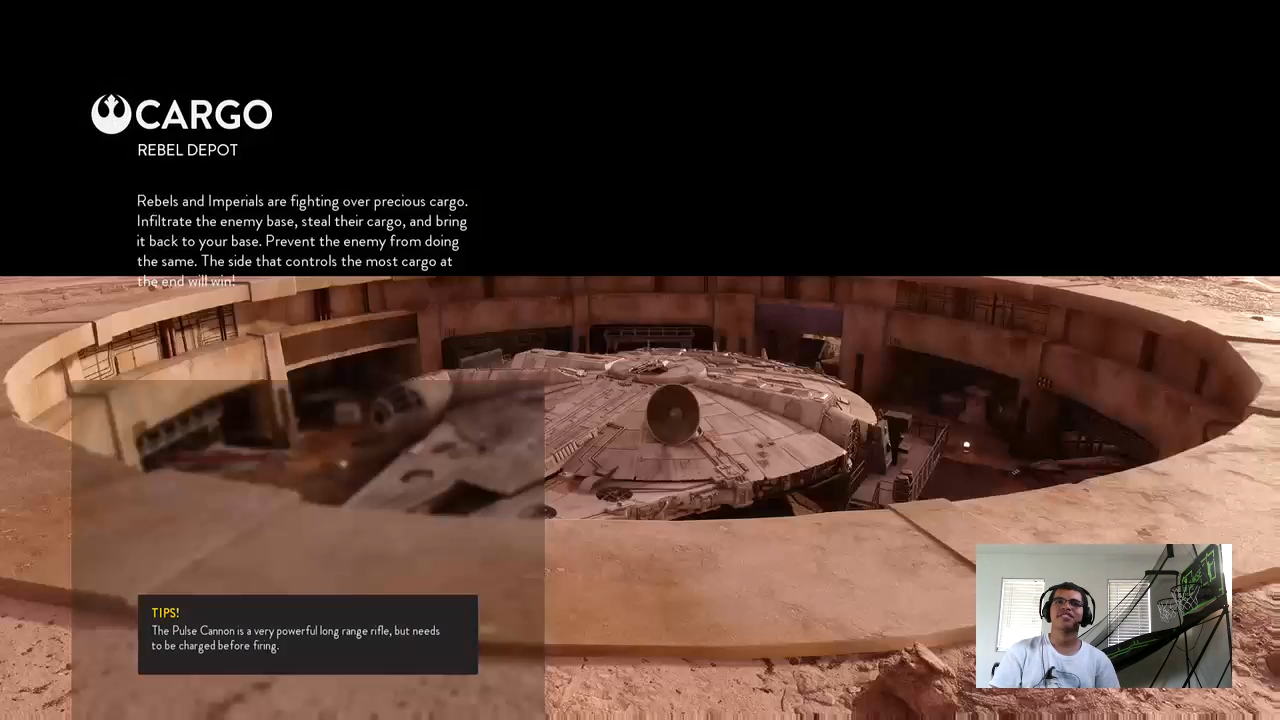 CARGO
REBEL DEPOT
Rebels and Imperials are fighting over precious cargo.
Infiltrate the enemy base, steal their cargo, and bring
it back to your base. Prevent the enemy from doing
the same. The side that controls the most cargo at
the end will win!
TIPS!
The Pulse Cannon is a very powerful long range rifle, but needs
to be charged before firing.